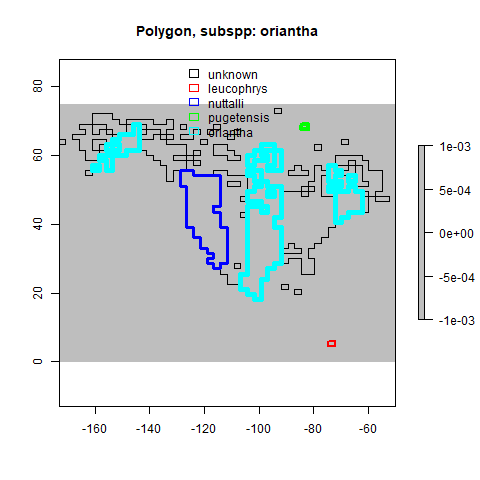 Polygon, subspp: oriantha
unknown
leucophrys
nuttalli
pugetensis
oriantha
80
60
40
20
0
-160
-140
-120
-100
-80
-60
1e-03
5e-04
0e+00
-5e-04
-1e-03